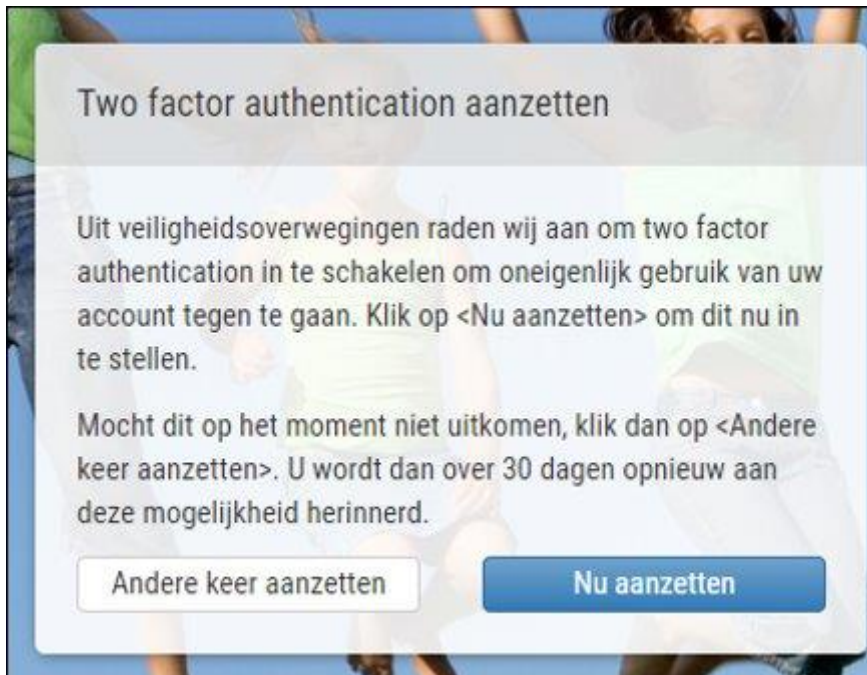 Two factor authentication aanzetten
Uit veiligheidsoverwegingen raden wij aan om two factor
authentication in te schakelen om oneigenlijk gebruik van uw
account tegen te gaan. Klik op <Nu aanzetten> om dit nu in
te stellen.
Mocht dit op het moment niet uitkomen, klik dan op <Andere
keer aanzetten>. U wordt dan over 30 dagen opnieuw aan
deze mogelijkheid herinnerd.
Andere keer aanzetten
Nu aanzetten